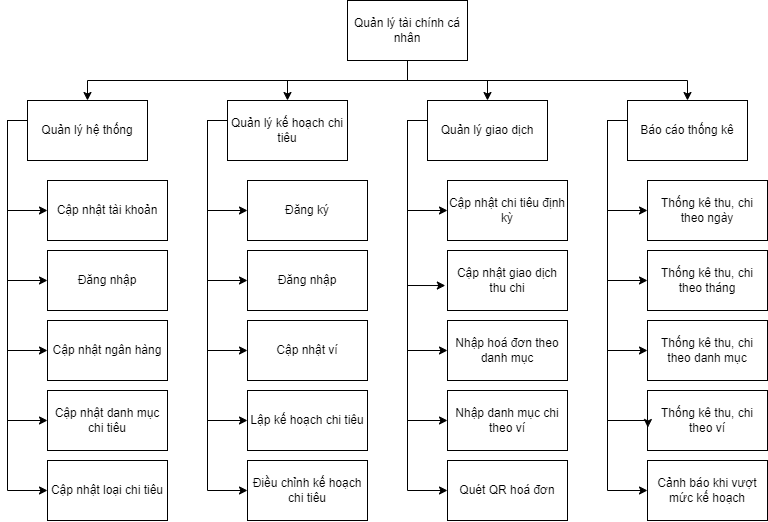 Quản lý tải chính cá
nhân
Quản lý hệ thống
Quản lý kế hoạch chi
tiêu
Quản lý giao dịch
Báo cáo thống kê
Cập nhật tài khoản
Đăng nhập
Cập nhật ngân hàng
Cập nhật danh mục
chi tiêu
Cập nhật loại chi tiêu
Đăng ký
Đăng nhập
Cập nhật ví
Lập kế hoạch chi tiêu
Điều chỉnh kế hoạch
chi tiêu
Cập nhật chi tiêu định
kỳ
Cập nhật giao dịch
thu chi
Nhập hoá đơn theo
danh mục
Nhập danh mục chi
theo ví
Quét QR hoá đơn
Thống kê thu, chi
theo ngày
Thống kê thu, chi
theo tháng
Thống kê thu, chi
theo danh mục
Thống kê thu, chi
theo ví
Cảnh báo khi vượt
mức kế hoạch